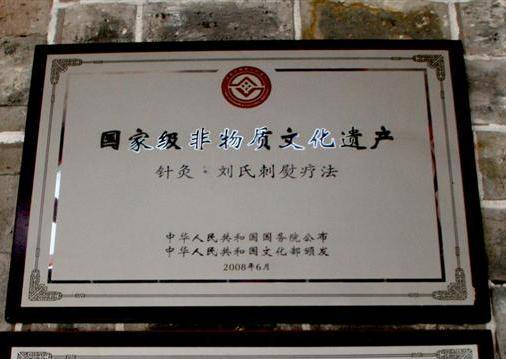 国家级非物质文化遗产
针灸·刘氏刺熨疗法
中华人民共和国国务院公布
中华人民共和国文化部颁发
2008年6月